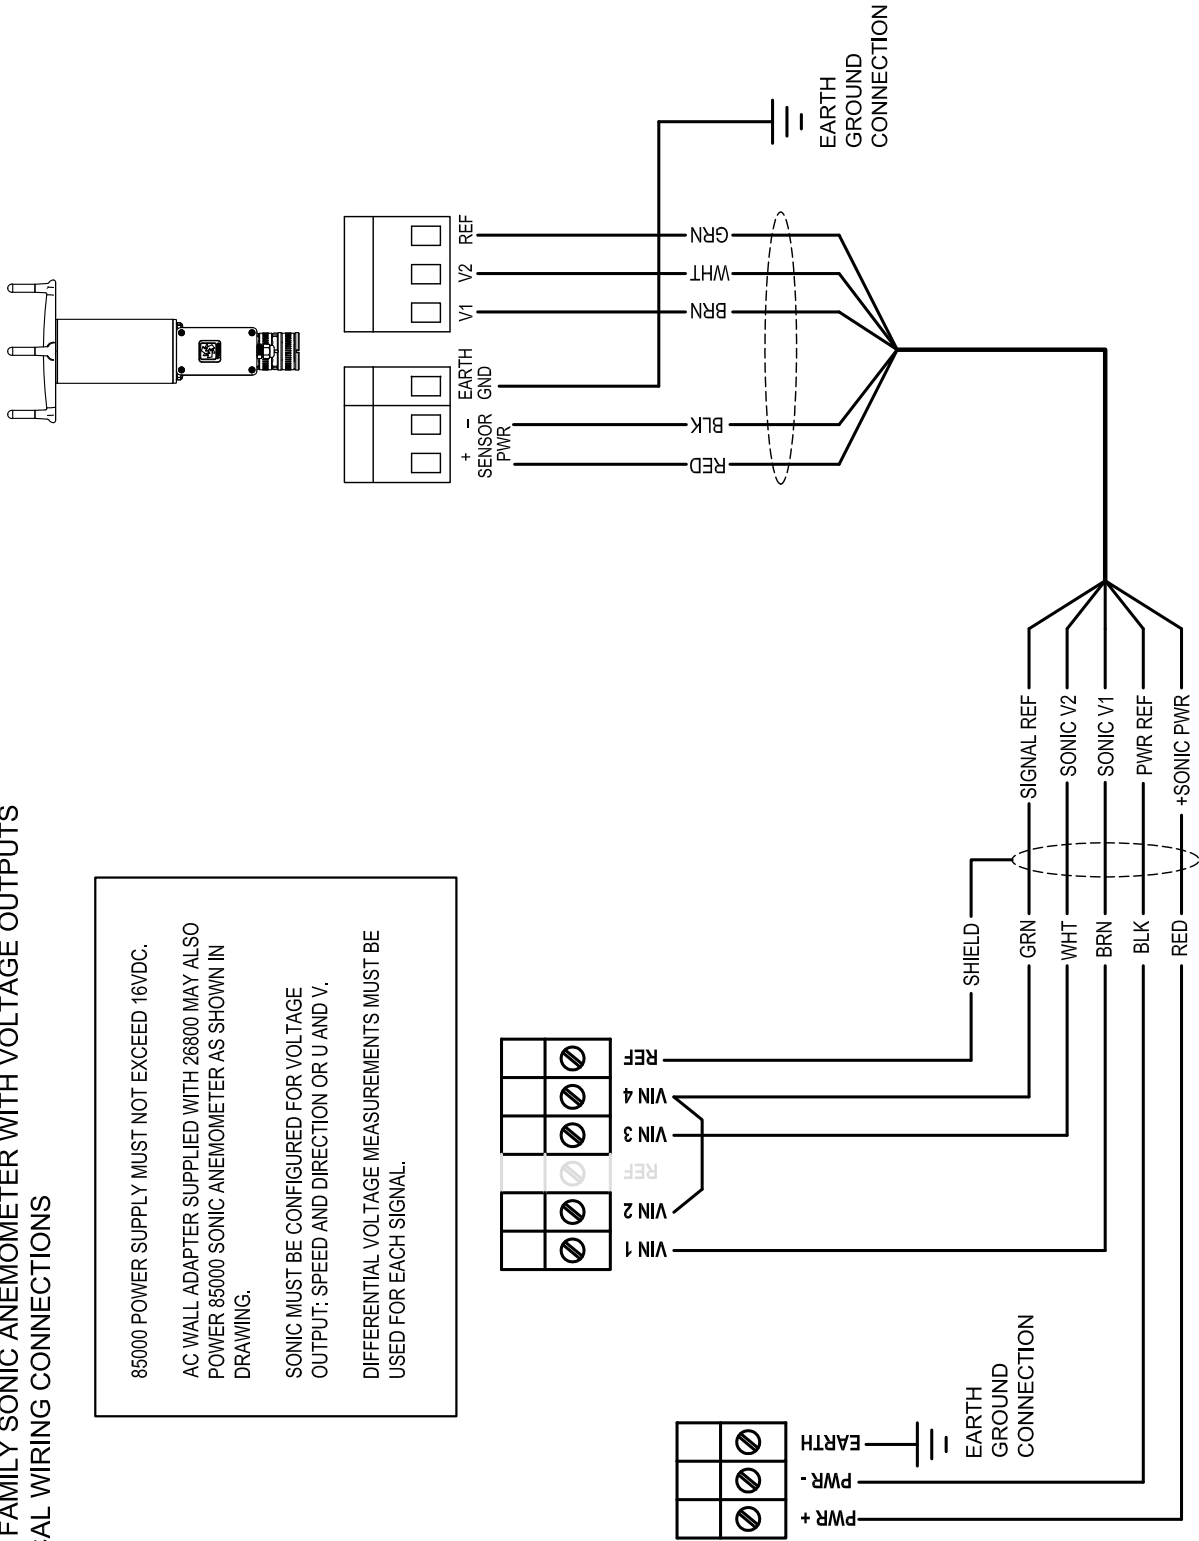 FAMILY SONIC ANEMOMETER WITH VOLTAGE OUTPUTS
CAL WIRING CONNECTIONS
85000 POWER SUPPLY MUST NOT EXCEED 16VDC.
AC WALL ADAPTER SUPPLIED WITH 26800 MAY ALSO
POWER 85000 SONIC ANEMOMETER AS SHOWN IN
DRAWING.
SONIC MUST BE CONFIGURED FOR VOLTAGE
OUTPUT: SPEED AND DIRECTION OR U AND V.
DIFFERENTIAL VOLTAGE MEASUREMENTS MUST BE
USED FOR EACH SIGNAL.
+ -
SENSOR
PWR
EARTH
GND
V1
V2
REF
RED
BLK
BRN
WHT
GRN
EARTH
GROUND
CONNECTION
VIN 1
VIN 2
REF
VIN 3
VIN 4
REF
SHIELD
GRN
SIGNAL REF
WHT
SONIC V2
BRN
SONIC V1
BLK
PWR REF
RED
+SONIC PWR
PWR +
PWR -
EARTH
EARTH
GROUND
CONNECTION